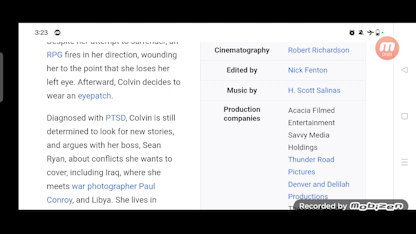 3:23
Despite her attempt to surrender, an
RPG fires in her direction, wounding
her to the point that she loses her
left eye. Afterward, Colvin decides to
wear an eyepatch.
Diagnosed with PTSD, Colvin is still
determined to look for new stories,
and argues with her boss, Sean
Ryan, about conflicts she wants to
cover, including Iraq, where she
meets war photographer Paul
Conroy, and Libya. She lives in
Cinematography Robert Richardson
Edited by Nick Fenton
Music by H. Scott Salinas
Production companies Acacia Filmed
Entertainment
Savvy Media
Holdings
Thunder Road
Pictures
Denver and Delilah
Productions
Recorded by Mobizen